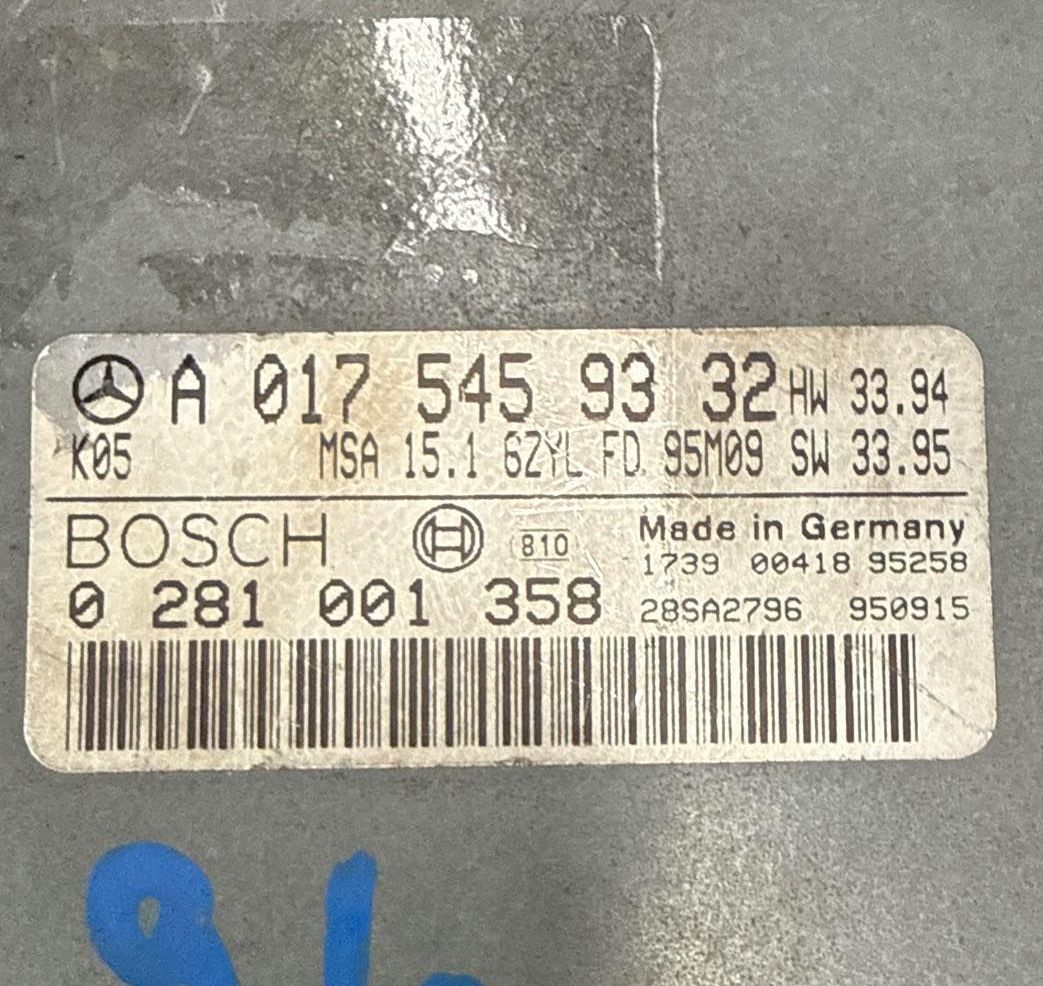 A 017 545 93 32 HW 33.94
K05 MSA 15.1 6ZYL FD 95M09 SW 33.95
BOSCH 810 Made in Germany
1739 00418 95258
0 281 001 358 28SA2796 950915